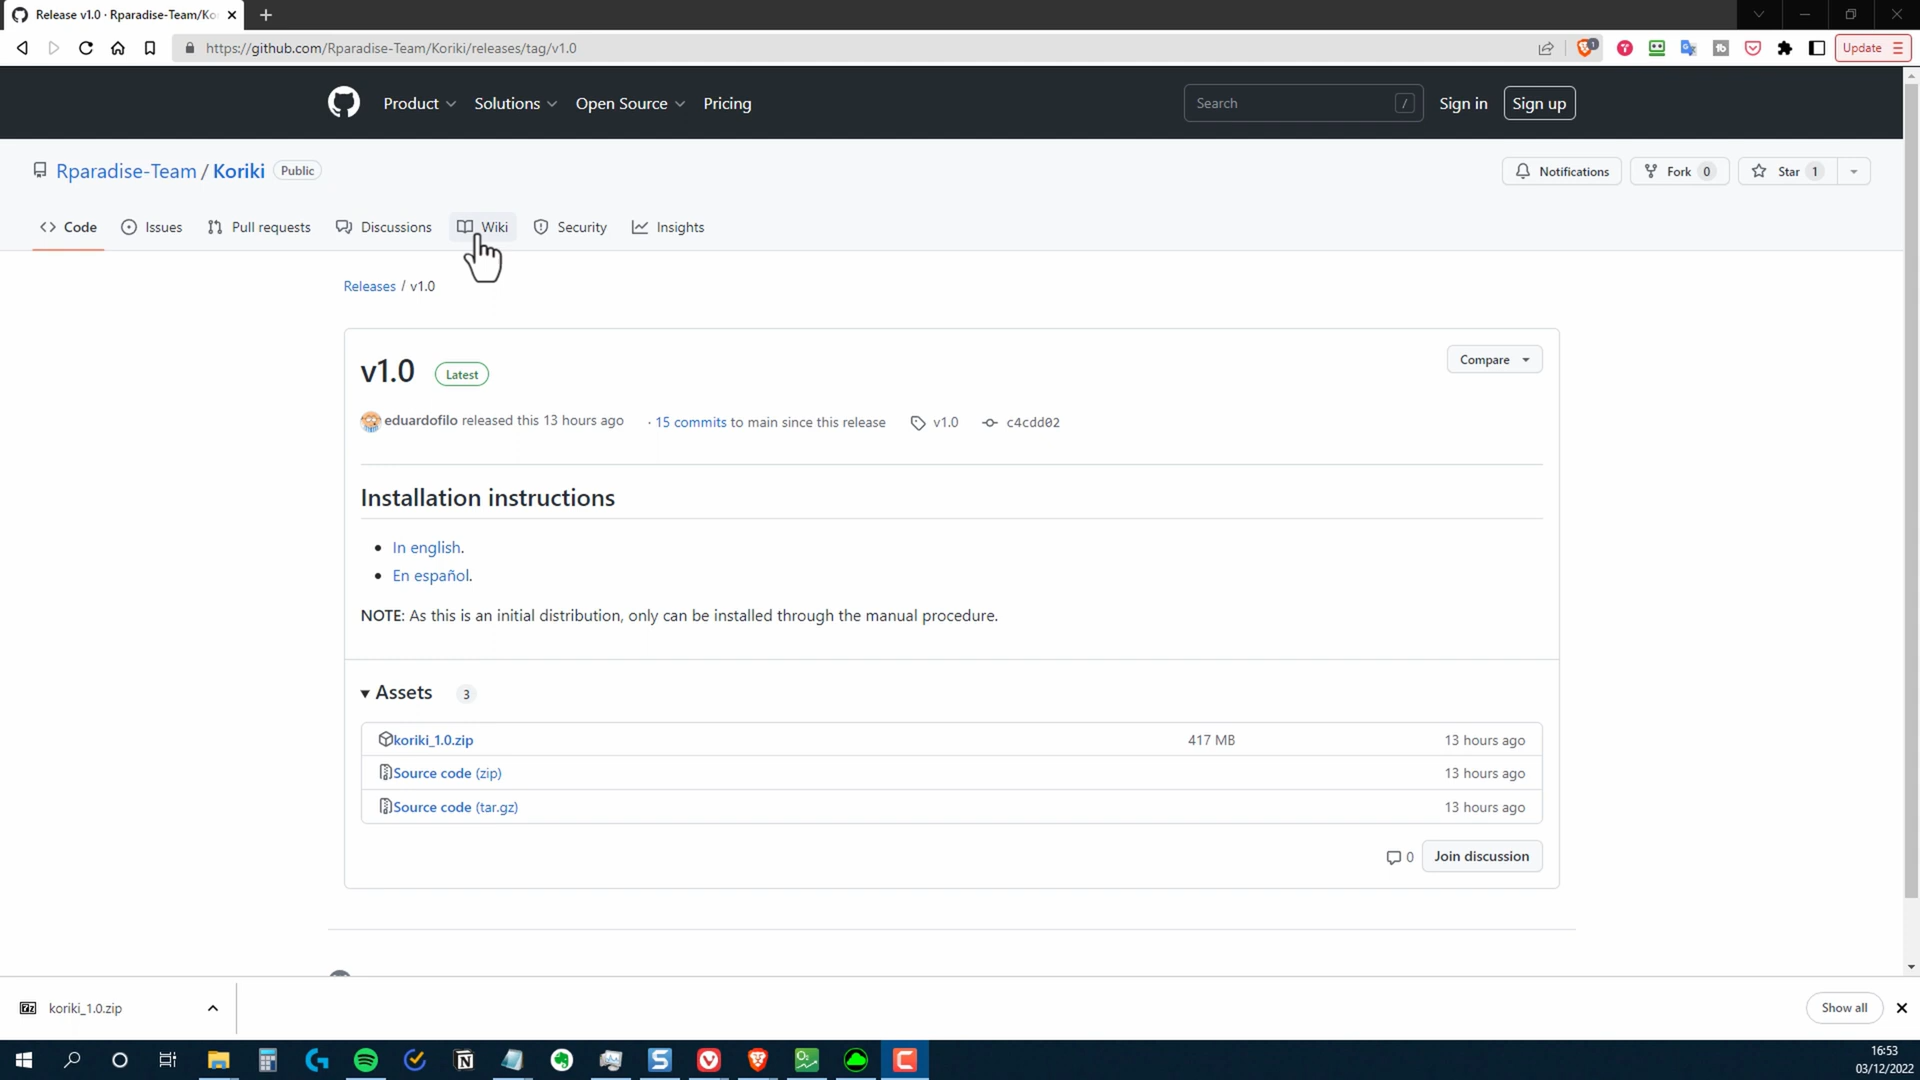 Release v1.0 · Rparadise-Team/Ko
https://github.com/Rparadise-Team/Koriki/releases/tag/v1.0
1
Update
Product
Solutions
Open Source
Pricing
Search
/
Sign in
Sign up
Rparadise-Team / Koriki
Public
Notifications
Fork 0
Star 1
Code
Issues
Pull requests
Discussions
Wiki
Security
Insights
Releases / v1.0
v1.0
Latest
Compare
eduardofilo released this 13 hours ago
· 15 commits to main since this release
v1.0
c4cdd02
Installation instructions
In english.
En español.
NOTE: As this is an initial distribution, only can be installed through the manual procedure.
Assets 3
koriki_1.0.zip
417 MB
13 hours ago
Source code (zip)
13 hours ago
Source code (tar.gz)
13 hours ago
0
Join discussion
koriki_1.0.zip
Show all
16:53
03/12/2022